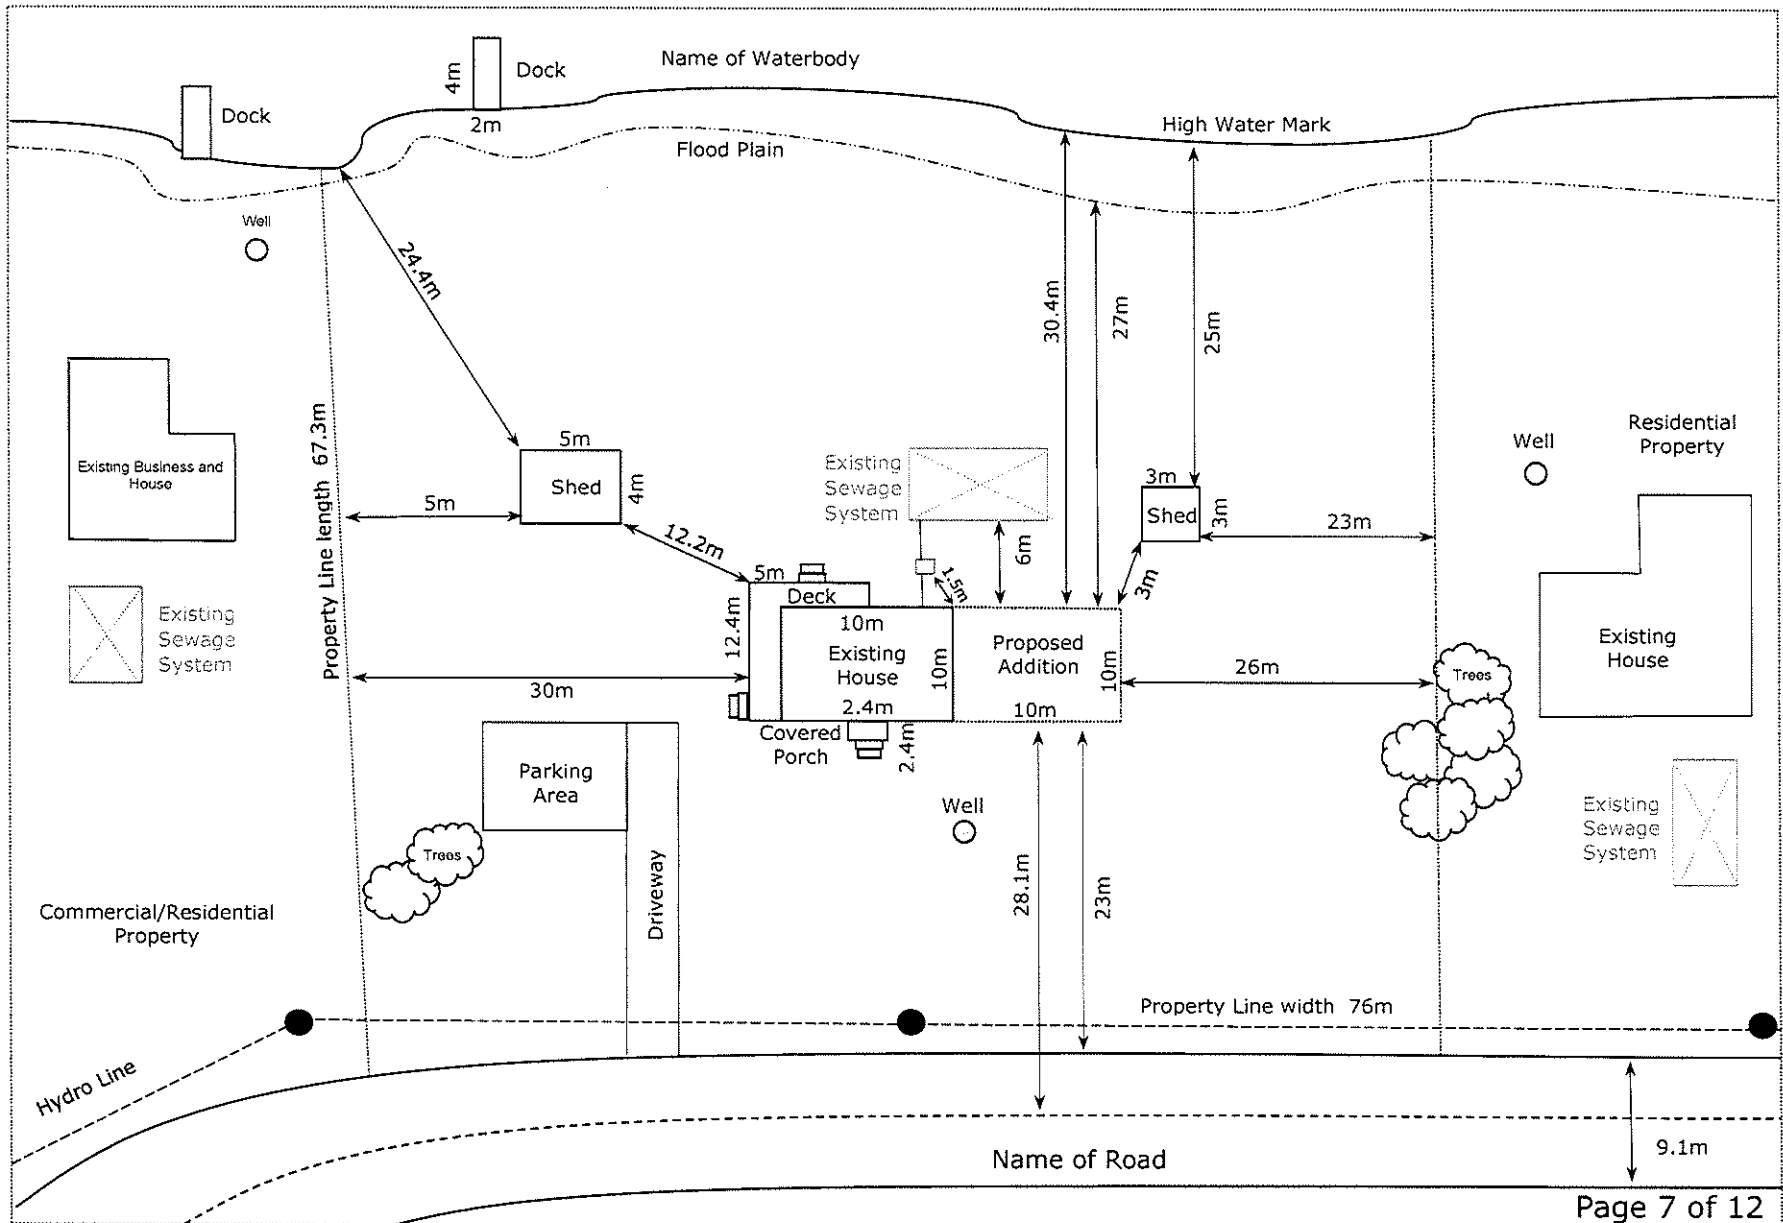 Name of Waterbody
4m
Dock
Dock
2m
High Water Mark
Flood Plain
Well
24.4m
30.4m
27m
25m
Property Line length 67.3m
Existing Business and
House
5m
Shed
4m
5m
12.2m
Existing
Sewage
System
6m
1.5m
3m
Shed
3m
3m
23m
Well
Residential
Property
Existing
House
Existing
Sewage
System
5m
Deck
12.4m
10m
Existing
House
10m
2.4m
Proposed
Addition
10m
10m
30m
26m
Trees
Covered
Porch
2.4m
Parking
Area
Trees
Driveway
Well
28.1m
23m
Existing
Sewage
System
Commercial/Residential
Property
Property Line width 76m
Hydro Line
Name of Road
9.1m
Page 7 of 12